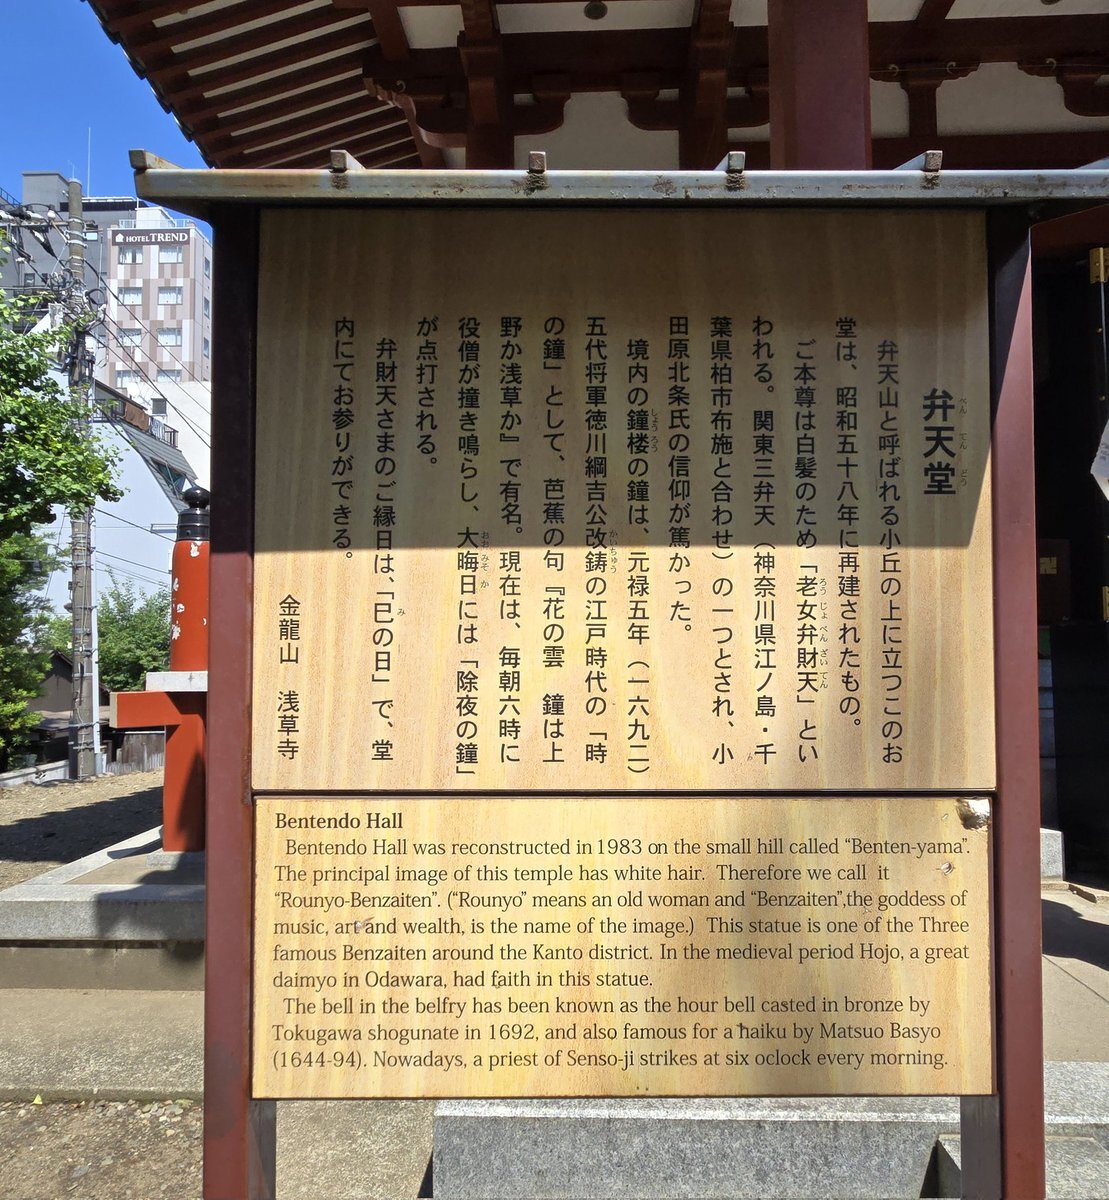 HOTEL TREND
弁天堂
弁天山と呼ばれる小丘の上に立つこのお
堂は、昭和五十八年に再建されたもの。
ご本尊は白髪のため「老女弁財天」とい
われる。関東三弁天（神奈川県江ノ島・千
葉県柏市布施と合わせ）の一つとされ、小
田原北条氏の信仰が篤かった。
境内の鐘楼の鐘は、元禄五年（一六九二）
五代将軍徳川綱吉公改鋳の江戸時代の「時
の鐘」として、芭蕉の句『花の雲　鐘は上
野か浅草か』で有名。現在は、毎朝六時に
役僧が撞き鳴らし、大晦日には「除夜の鐘」
が点打される。
弁財天さまのご縁日は、「巳の日」で、堂
内にてお参りができる。
金龍山　浅草寺
Bentendo Hall
Bentendo Hall was reconstructed in 1983 on the small hill called “Benten-yama”.
The principal image of this temple has white hair. Therefore we call it
“Rounyo-Benzaiten”. (“Rounyo” means an old woman and “Benzaiten”,the goddess of
music, art and wealth, is the name of the image.) This statue is one of the Three
famous Benzaiten around the Kanto district. In the medieval period Hojo, a great
daimyo in Odawara, had faith in this statue.
The bell in the belfry has been known as the hour bell casted in bronze by
Tokugawa shogunate in 1692, and also famous for a haiku by Matsuo Basyo
(1644-94). Nowadays, a priest of Senso-ji strikes at six oclock every morning.